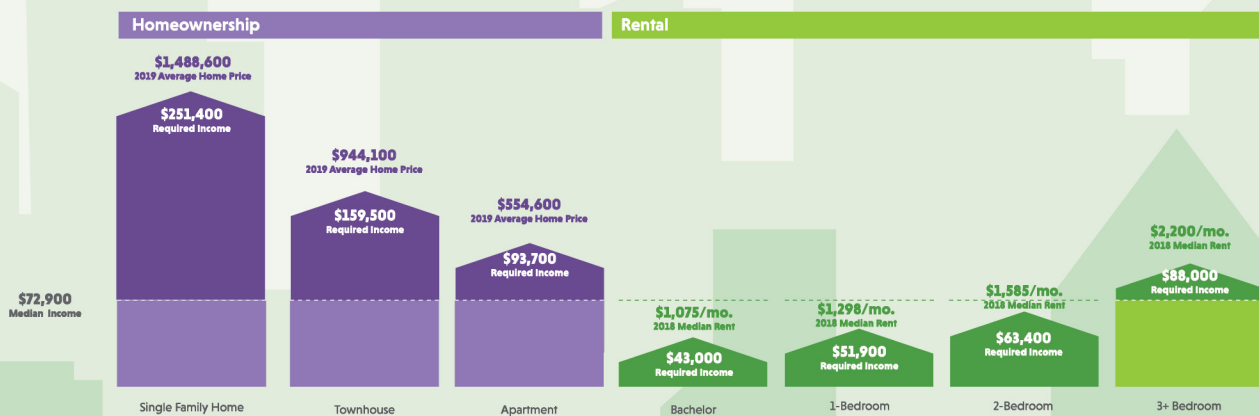 Homeownership
Rental
$1,488,600
2019 Average Home Price
$251,400
Required Income
$944,100
2019 Average Home Price
$159,500
Required Income
$554,600
2019 Average Home Price
$93,700
Required Income
$2,200/mo.
2018 Median Rent
$88,000
Required Income
$72,900
Median Income
$1,075/mo.
2018 Median Rent
$43,000
Required Income
$1,298/mo.
2018 Median Rent
$51,900
Required Income
$1,585/mo.
2018 Median Rent
$63,400
Required Income
Single Family Home
Townhouse
Apartment
Bachelor
1-Bedroom
2-Bedroom
3+ Bedroom